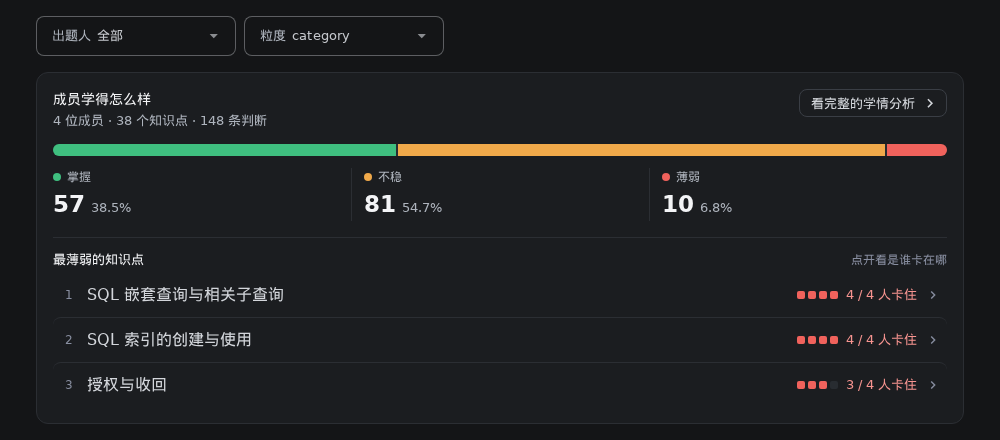 出题人 全部
粒度 category
成员学得怎么样
看完整的学情分析
4 位成员 · 38 个知识点 · 148 条判断
掌握
57 38.5%
不稳
81 54.7%
薄弱
10 6.8%
最薄弱的知识点
点开看是谁卡在哪
1 SQL 嵌套查询与相关子查询 4 / 4 人卡住
2 SQL 索引的创建与使用 4 / 4 人卡住
3 授权与收回 3 / 4 人卡住